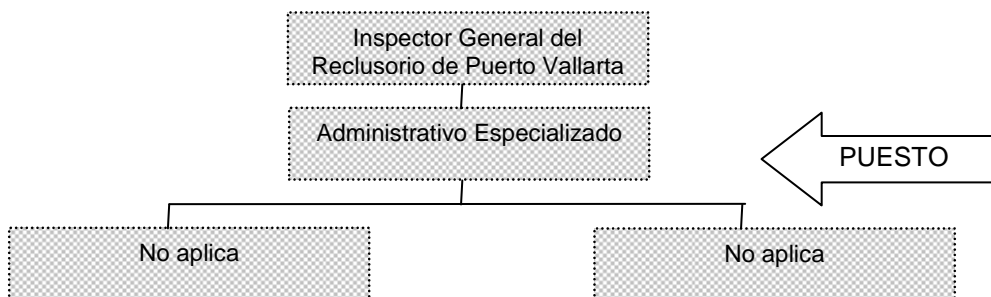 Inspector General del
Reclusorio de Puerto Vallarta
Administrativo Especializado
PUESTO
No aplica
No aplica